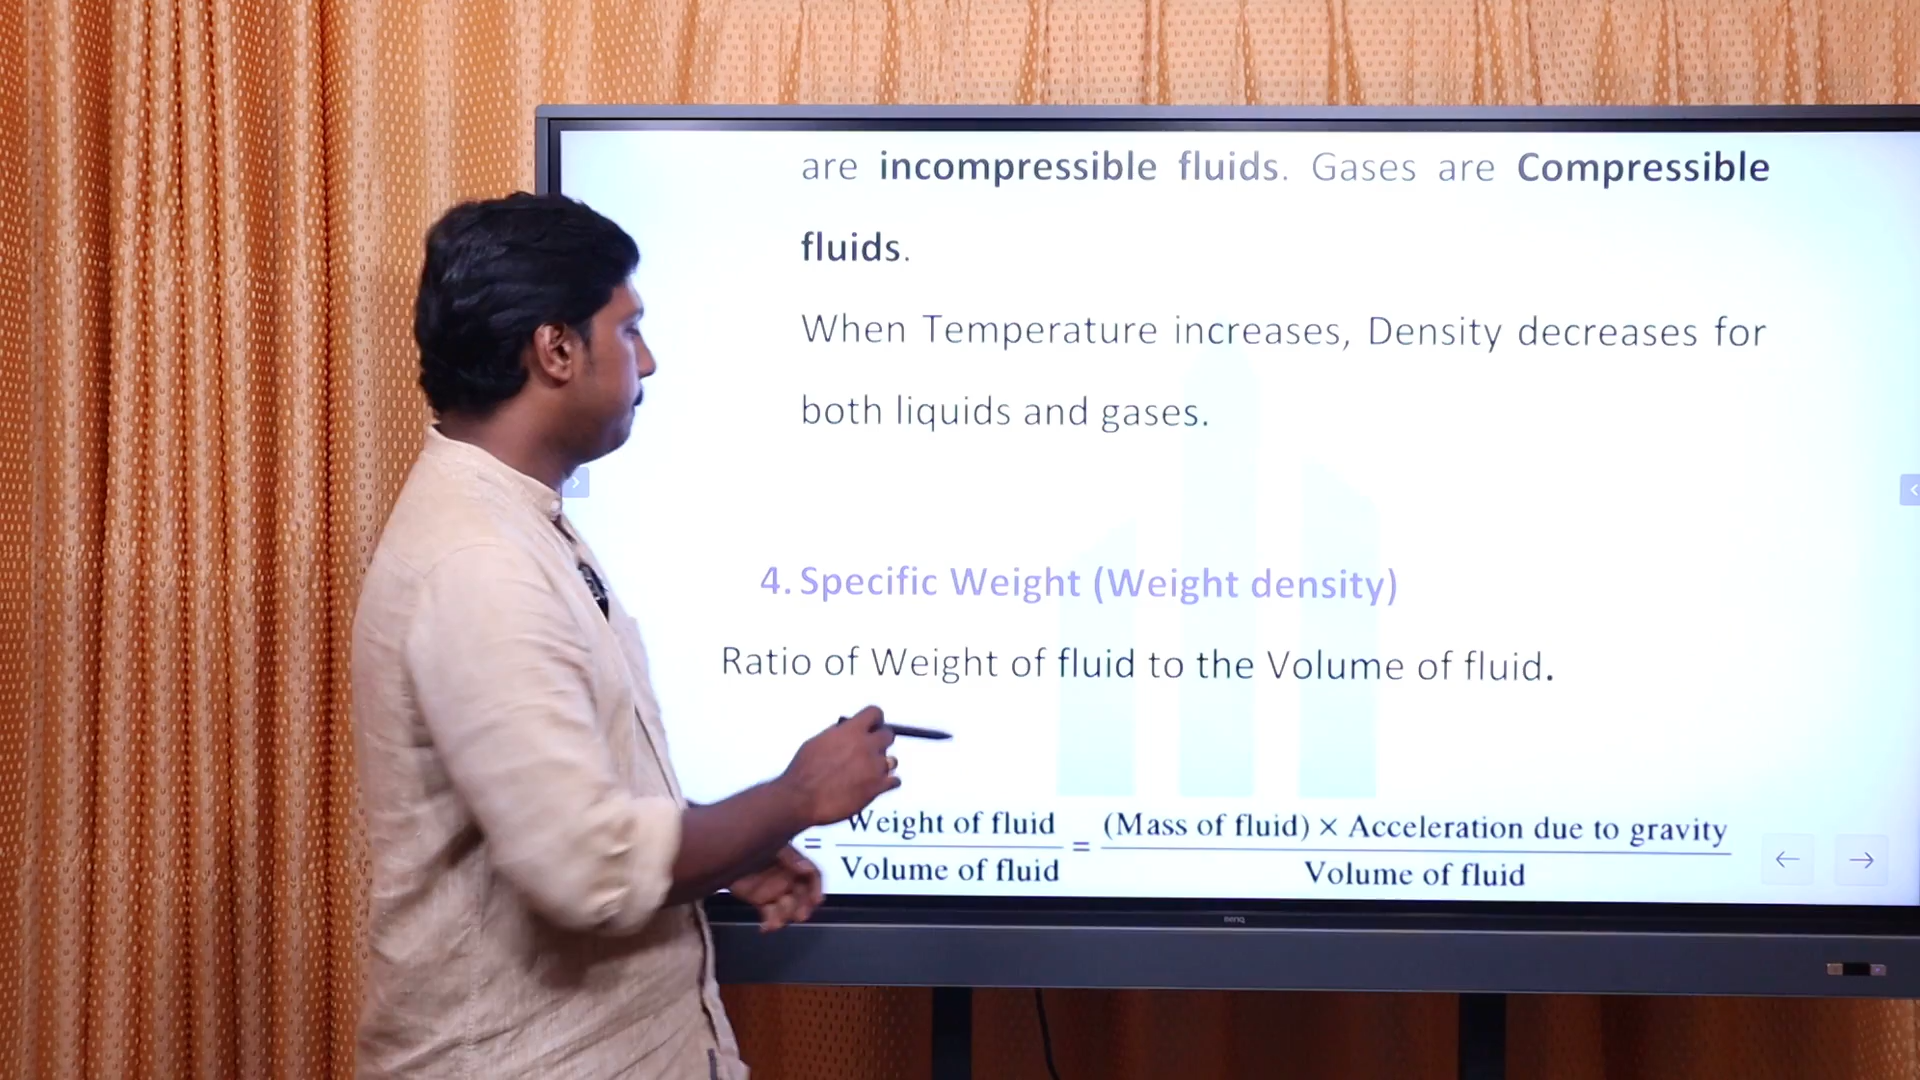 are incompressible fluids. Gases are Compressible
fluids.
When Temperature increases, Density decreases for
both liquids and gases.
4. Specific Weight (Weight density)
Ratio of Weight of fluid to the Volume of fluid.
= Weight of fluid / Volume of fluid = (Mass of fluid) × Acceleration due to gravity / Volume of fluid
BenQ